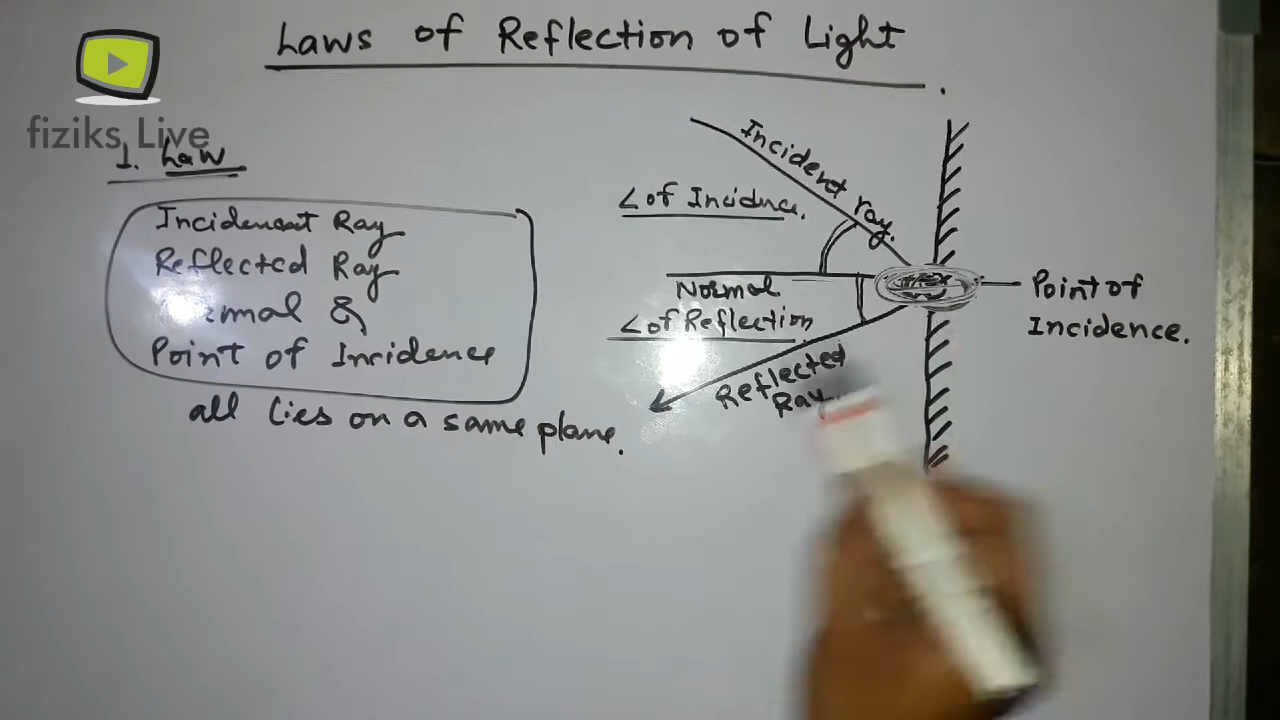 Laws of Reflection of Light
fiziks Live
1. Law
Incidenent Ray
Reflected Ray
&
Point of Incidence
all lies on a same plane.
Incident ray.
∠ of Incidnce.
Normal
∠ of Reflection
Reflected
Ray.
Point of
Incidence.